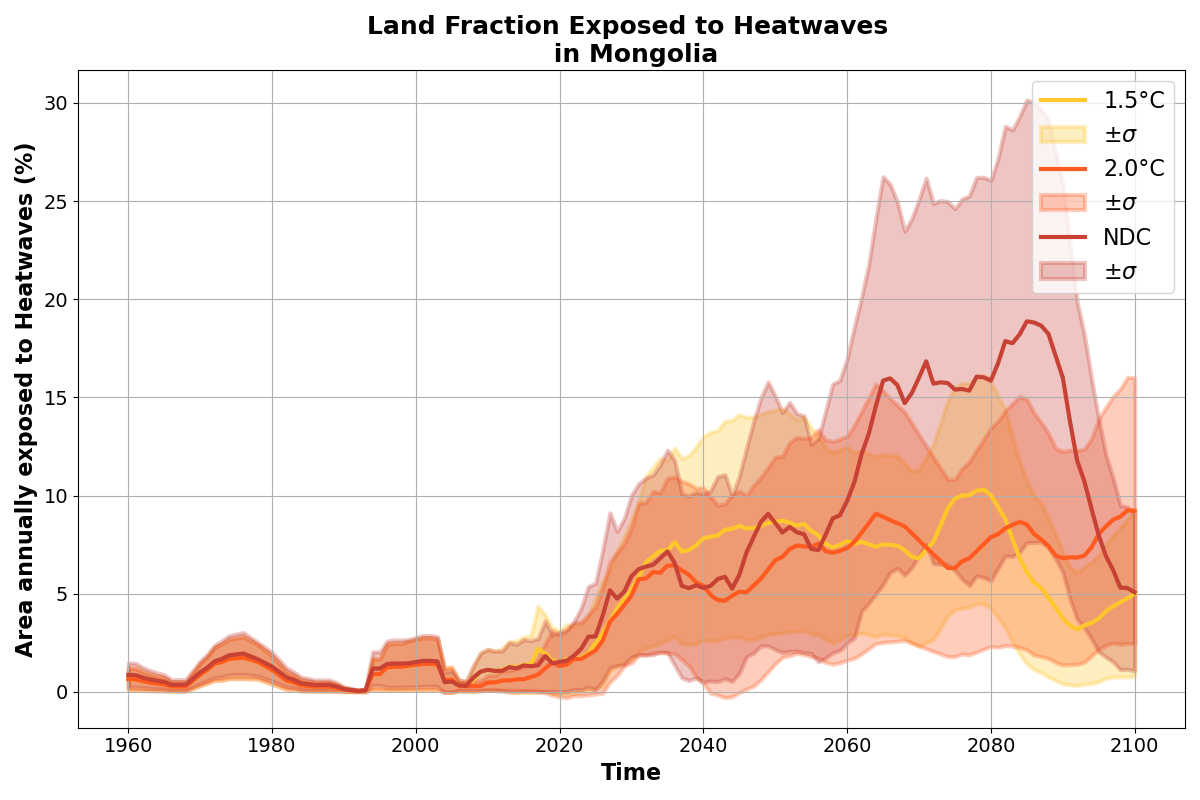 Land Fraction Exposed to Heatwaves
in Mongolia
Area annually exposed to Heatwaves (%)
30
25
20
15
10
5
0
1960 1980 2000 2020 2040 2060 2080 2100
Time
1.5°C
±σ
2.0°C
±σ
NDC
±σ